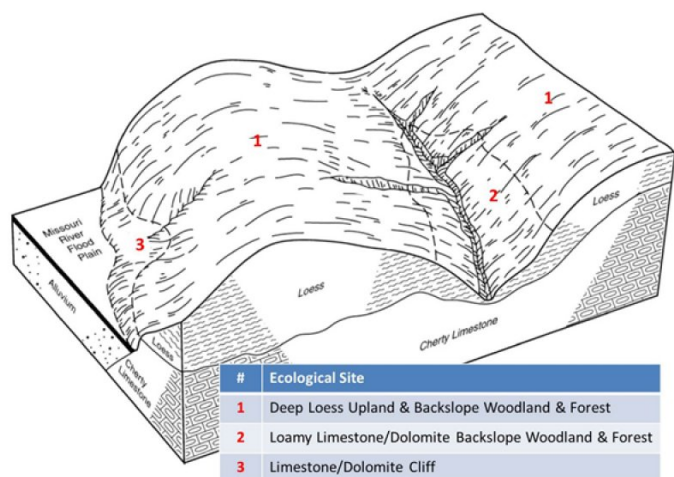 1
1
2
3
Missouri
River
Flood
Plain
Alluvium
Loess
Loess
Loess
Cherty Limestone
Cherty
Limestone
# Ecological Site
1 Deep Loess Upland & Backslope Woodland & Forest
2 Loamy Limestone/Dolomite Backslope Woodland & Forest
3 Limestone/Dolomite Cliff